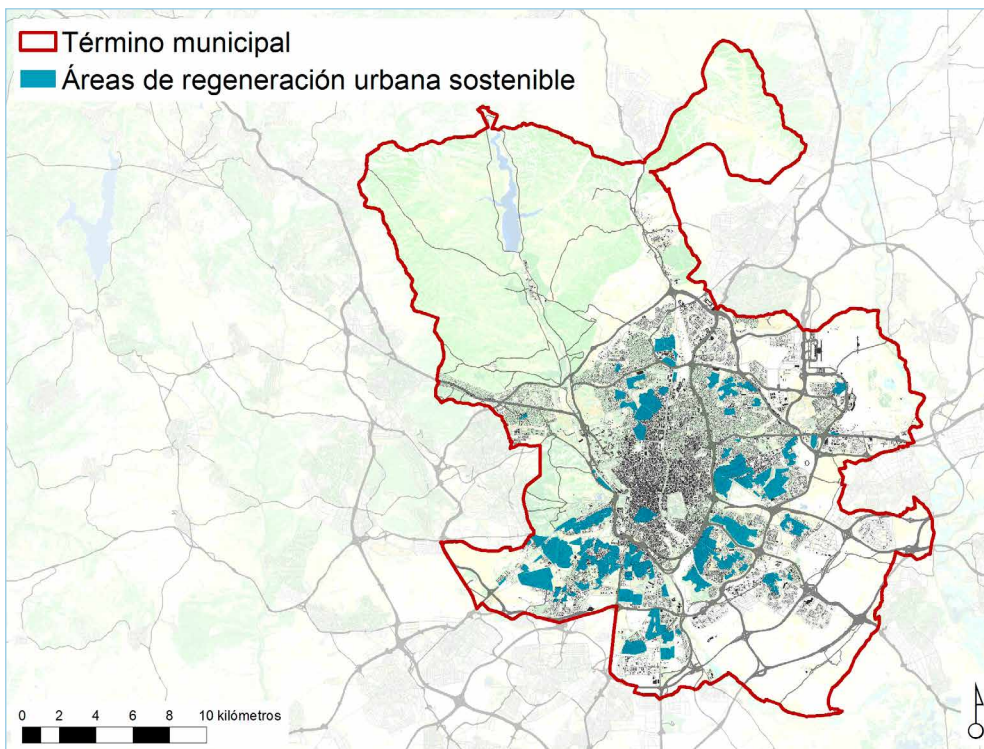 Término municipal
Áreas de regeneración urbana sostenible
0 2 4 6 8 10 kilómetros